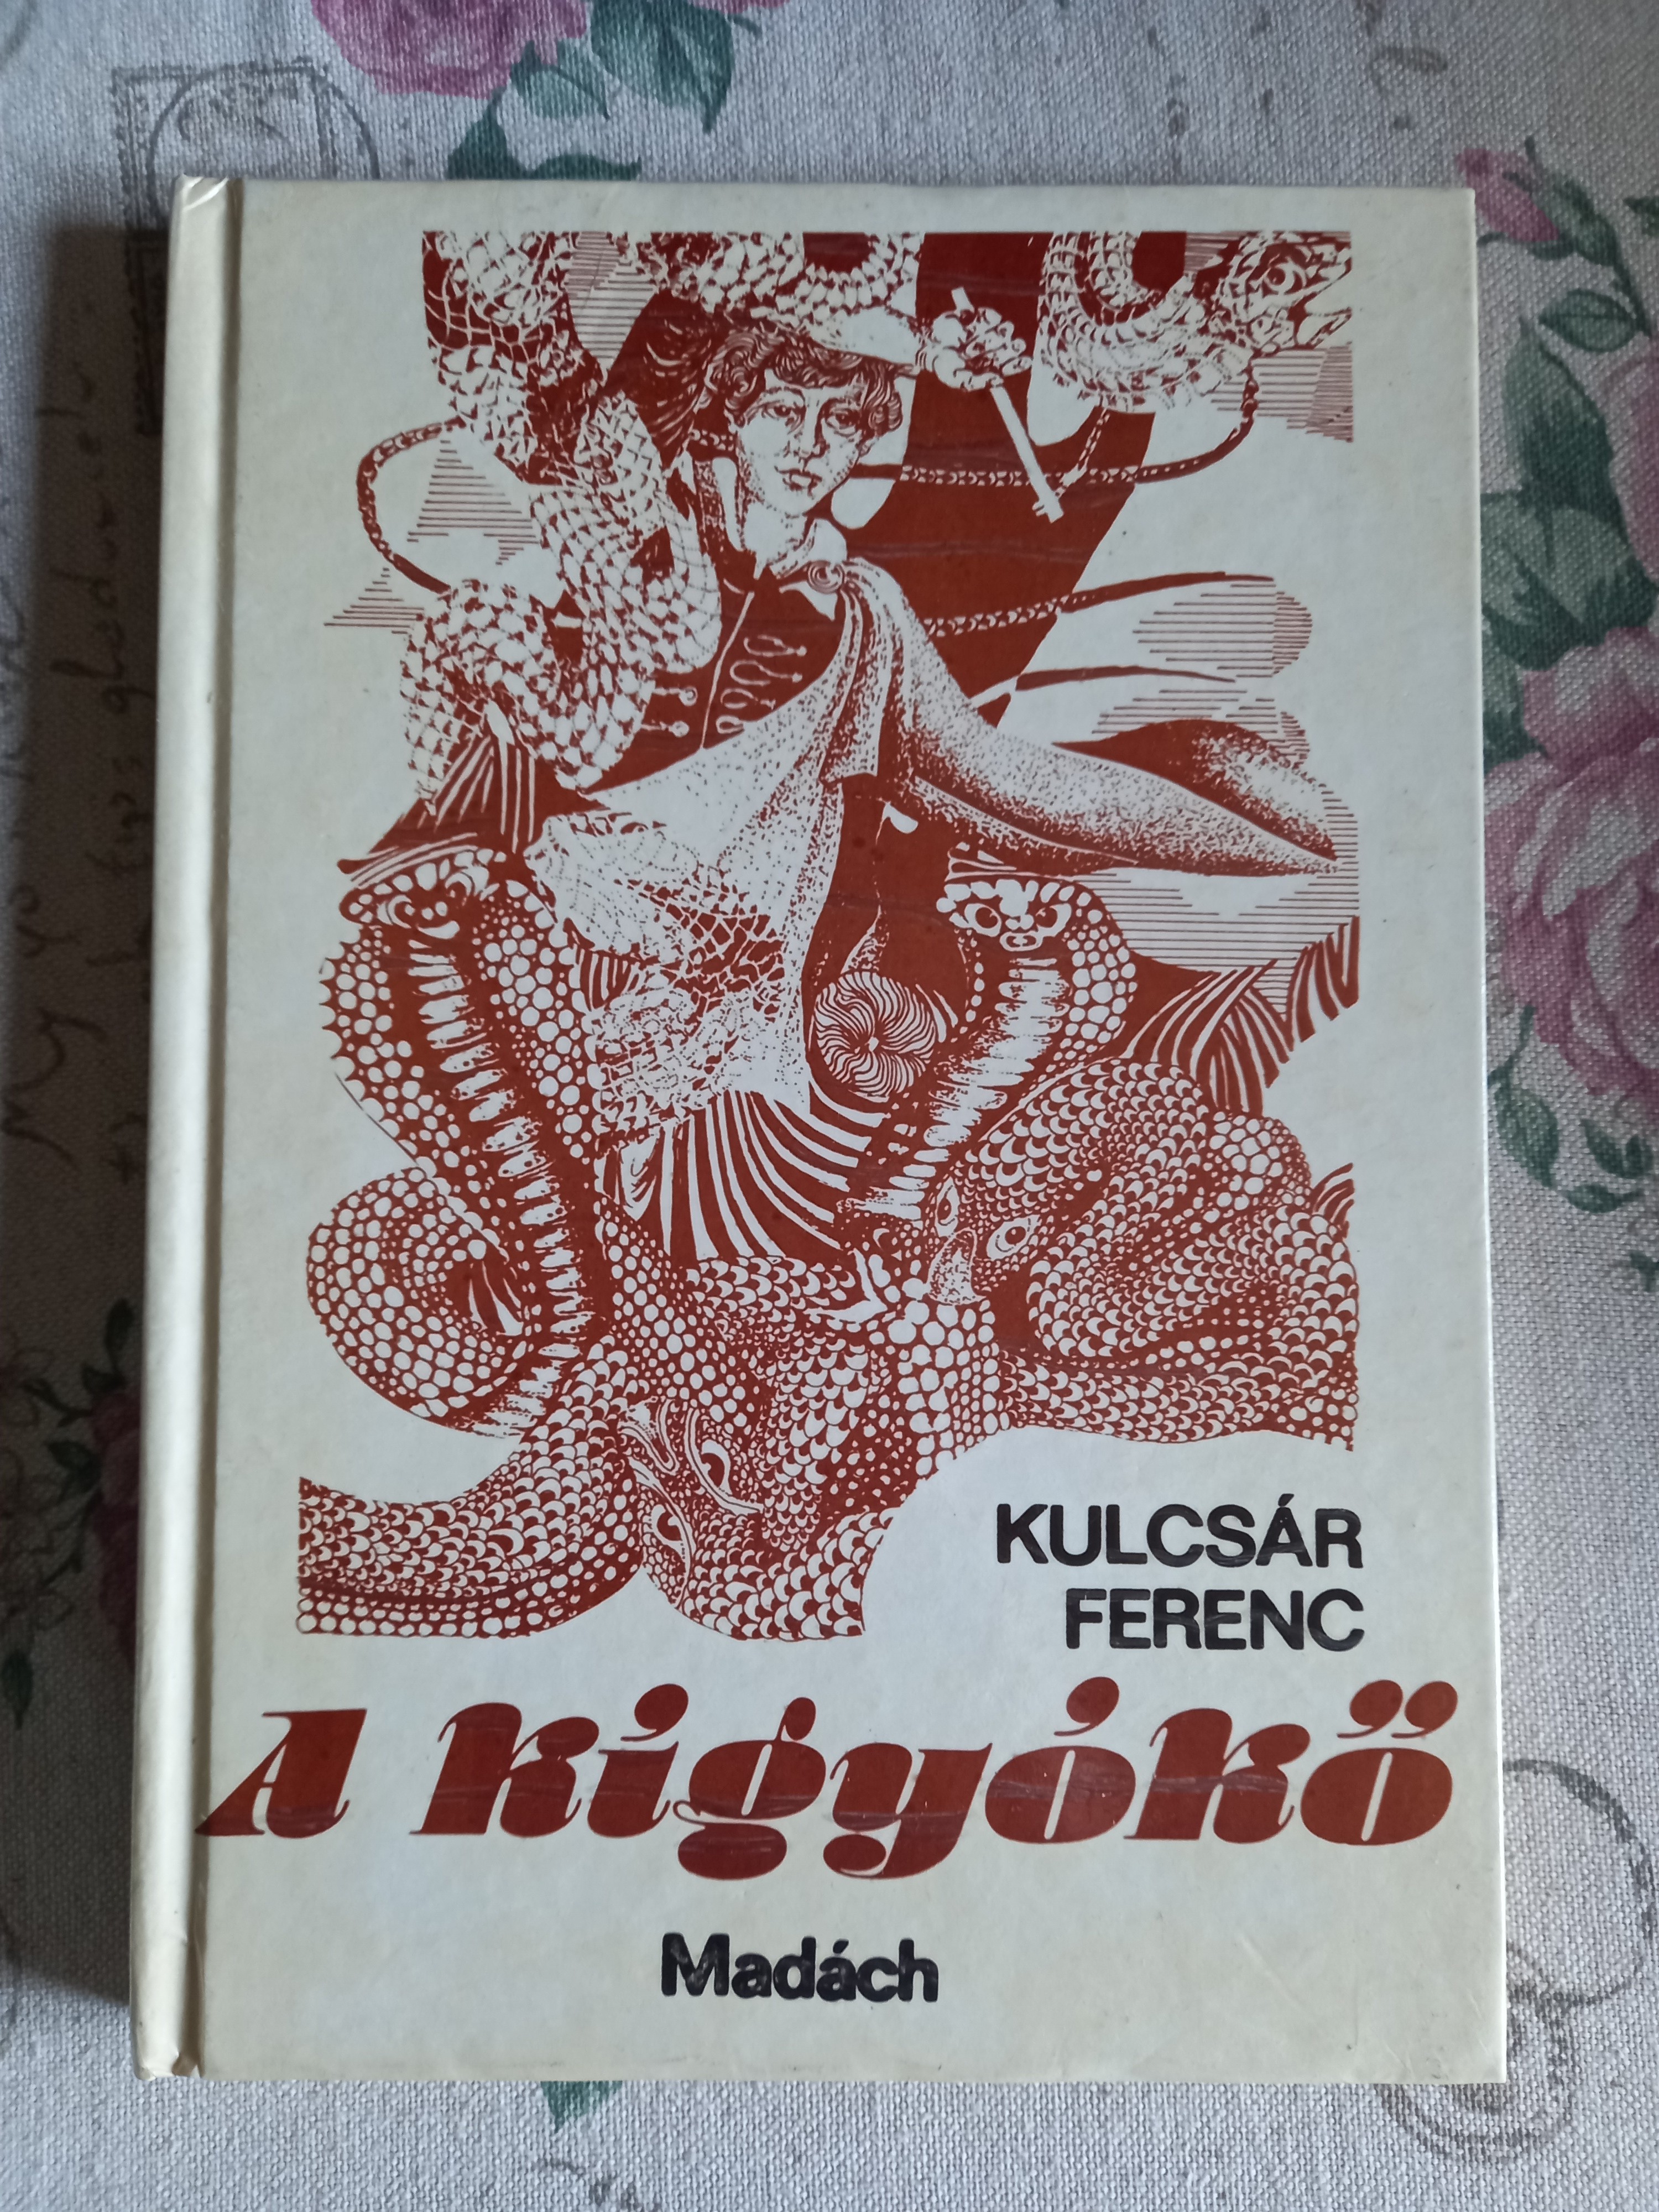 KULCSÁR
FERENC
A kígyókő
Madách